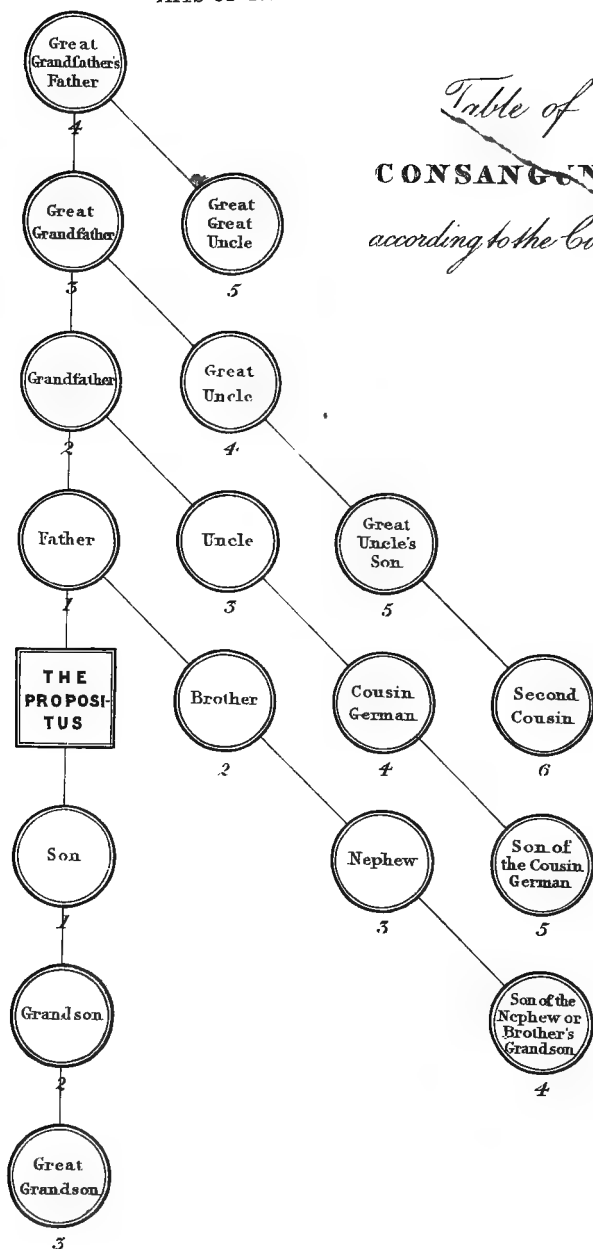 Great
Grandfather's
Father
4
Table of
according to the
Great
Grandfather
3
Great
Great
Uncle
5
Grandfather
2
Great
Uncle
4
Father
1
Uncle
3
Great
Uncle's
Son
5
THE
PROPOSI-
TUS
Brother
2
Cousin
German
4
Second
Cousin
6
Son
1
Nephew
3
Son of
the Cousin
German
5
Grandson
2
Son of the
Nephew or
Brother's
Grandson
4
Great
Grandson
3